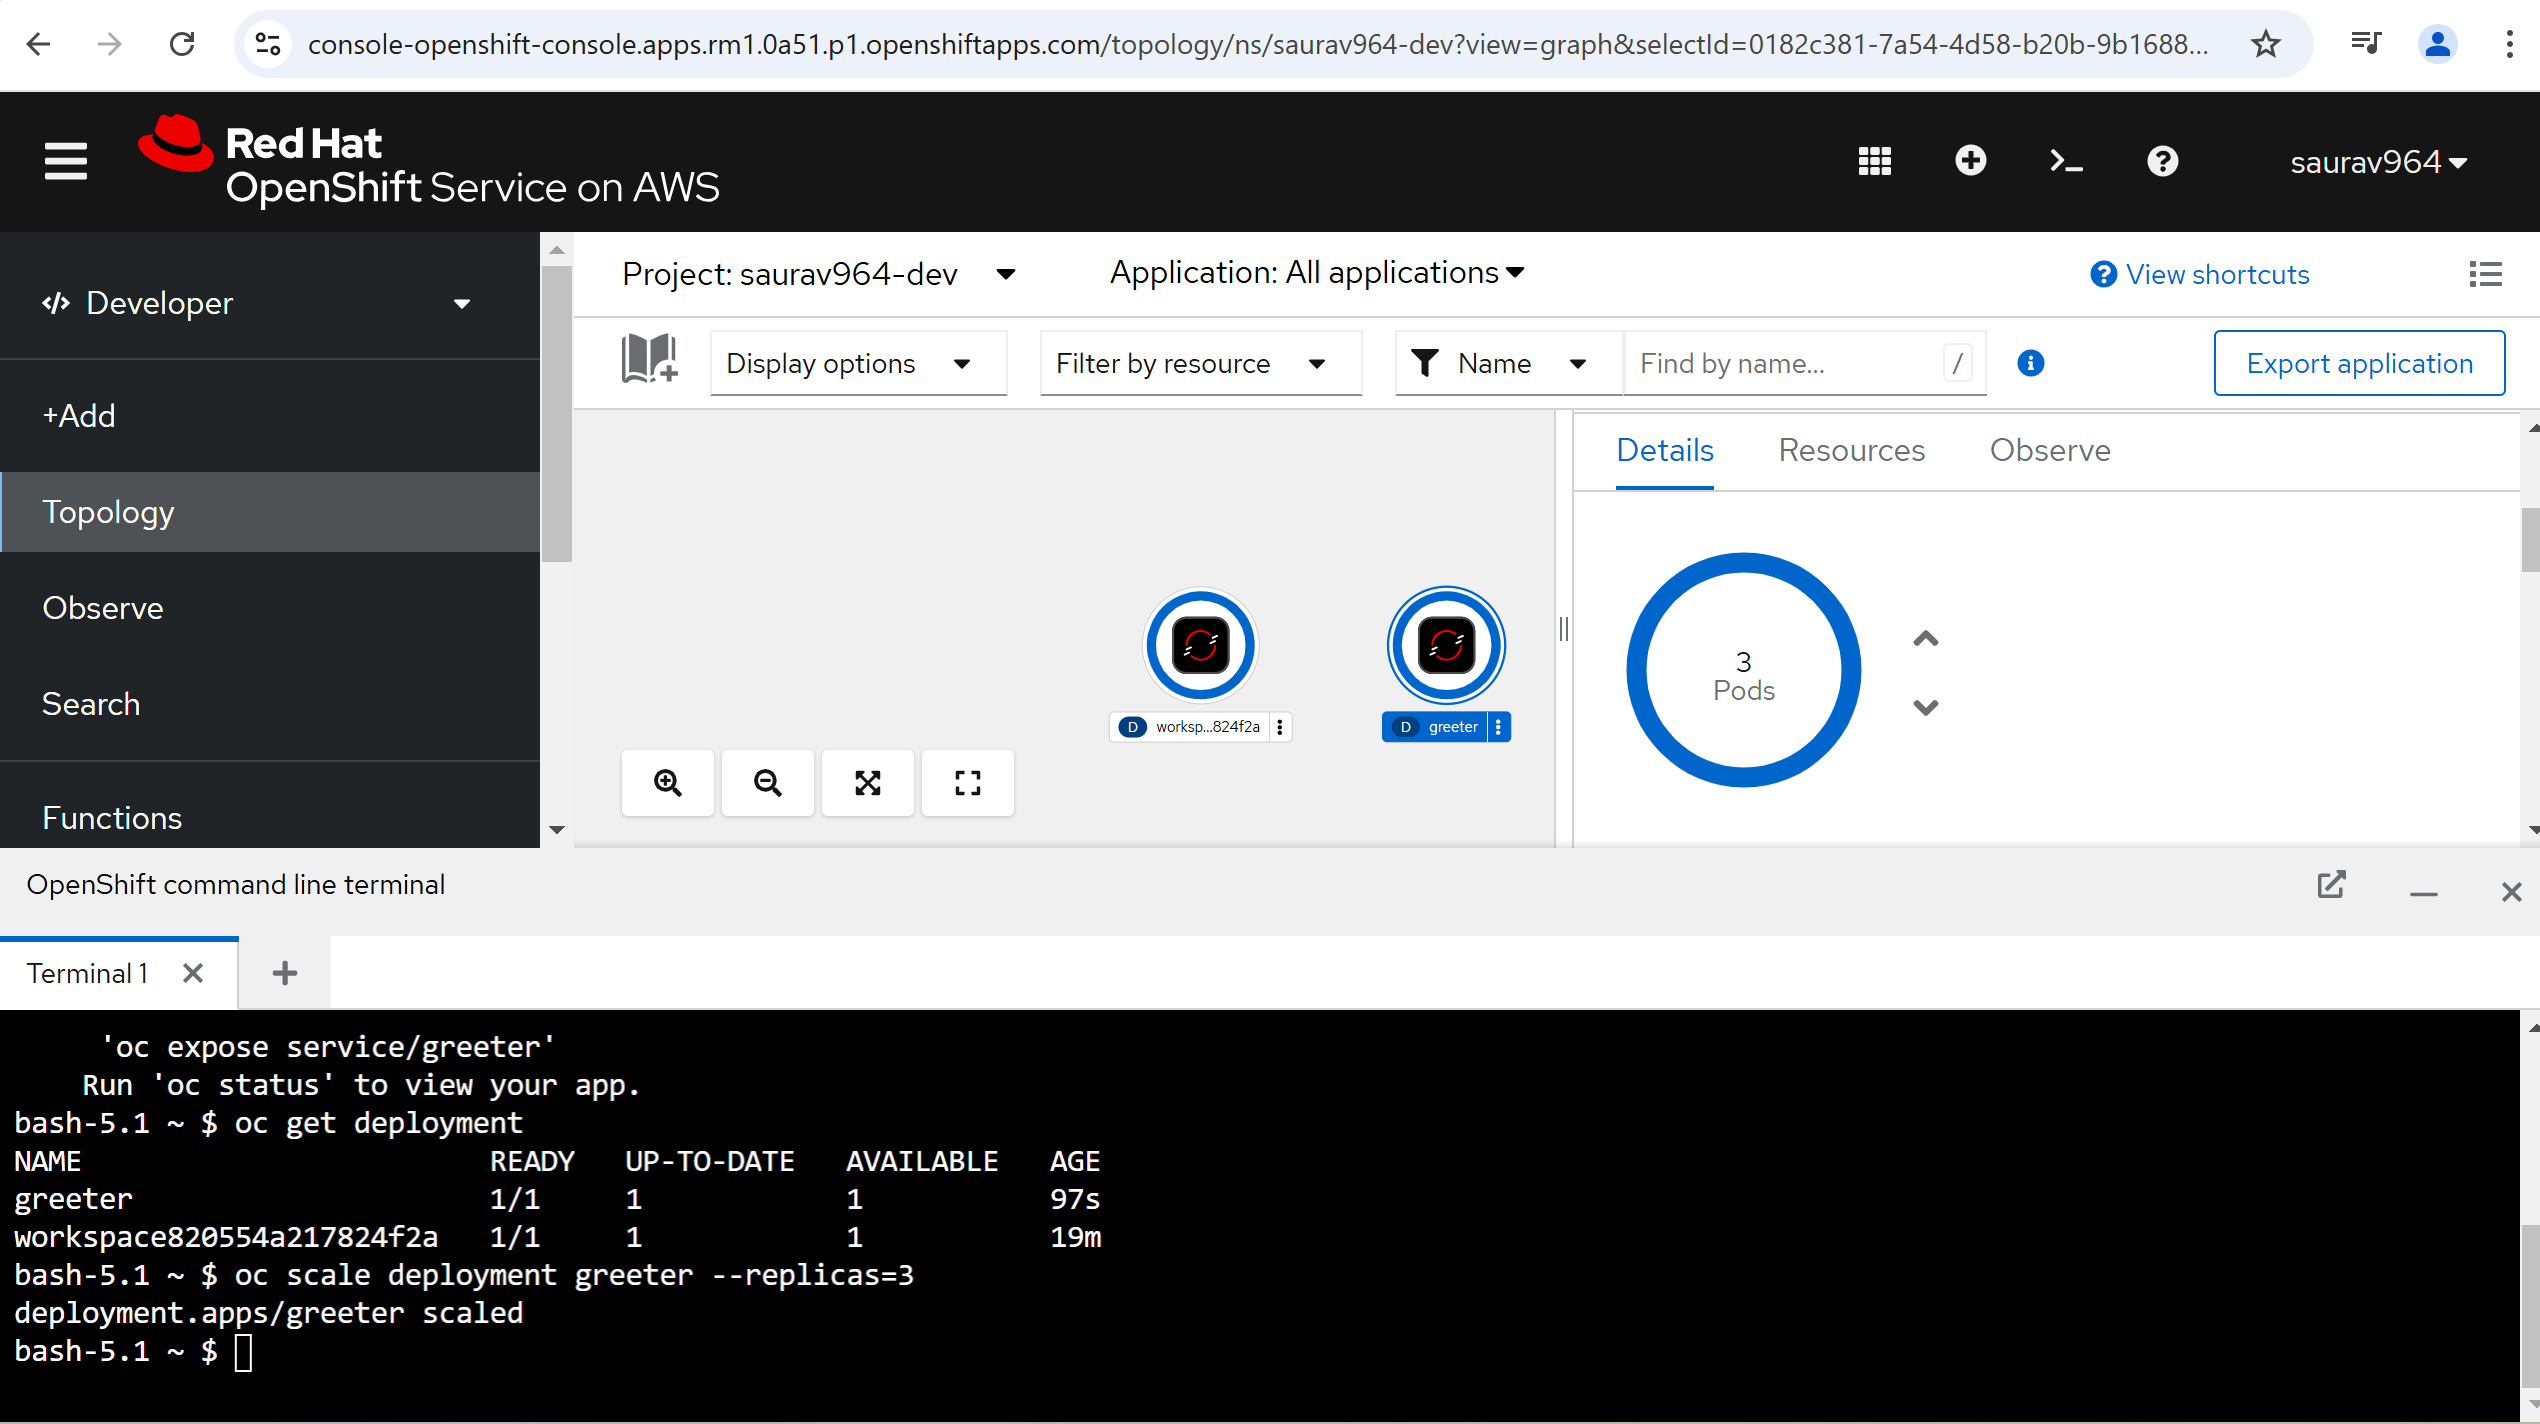 console-openshift-console.apps.rm1.0a51.p1.openshiftapps.com/topology/ns/saurav964-dev?view=graph&selectId=0182c381-7a54-4d58-b20b-9b1688...
Red Hat
OpenShift Service on AWS
saurav964
Developer
+Add
Topology
Observe
Search
Functions
Project: saurav964-dev
Application: All applications
View shortcuts
Display options
Filter by resource
Name
Find by name...
/
Export application
Details
Resources
Observe
D worksp...824f2a
D greeter
3
Pods
OpenShift command line terminal
Terminal 1
'oc expose service/greeter'
Run 'oc status' to view your app.
bash-5.1 ~ $ oc get deployment
NAME READY UP-TO-DATE AVAILABLE AGE
greeter 1/1 1 1 97s
workspace820554a217824f2a 1/1 1 1 19m
bash-5.1 ~ $ oc scale deployment greeter --replicas=3
deployment.apps/greeter scaled
bash-5.1 ~ $